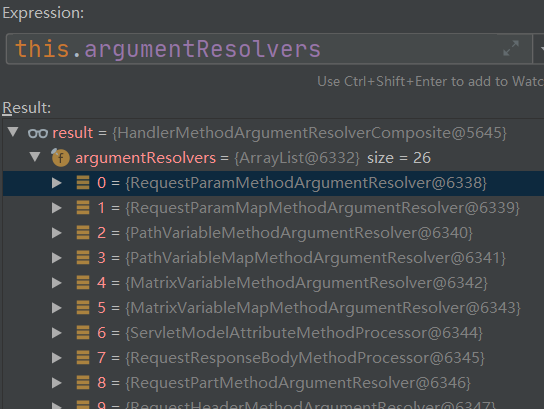 Expression:
this.argumentResolvers
Use Ctrl+Shift+Enter to add to Watc
Result:
result = {HandlerMethodArgumentResolverComposite@5645}
argumentResolvers = {ArrayList@6332} size = 26
0 = {RequestParamMethodArgumentResolver@6338}
1 = {RequestParamMapMethodArgumentResolver@6339}
2 = {PathVariableMethodArgumentResolver@6340}
3 = {PathVariableMapMethodArgumentResolver@6341}
4 = {MatrixVariableMethodArgumentResolver@6342}
5 = {MatrixVariableMapMethodArgumentResolver@6343}
6 = {ServletModelAttributeMethodProcessor@6344}
7 = {RequestResponseBodyMethodProcessor@6345}
8 = {RequestPartMethodArgumentResolver@6346}
9 = {RequestHeaderMethodArgumentResolver@6347}